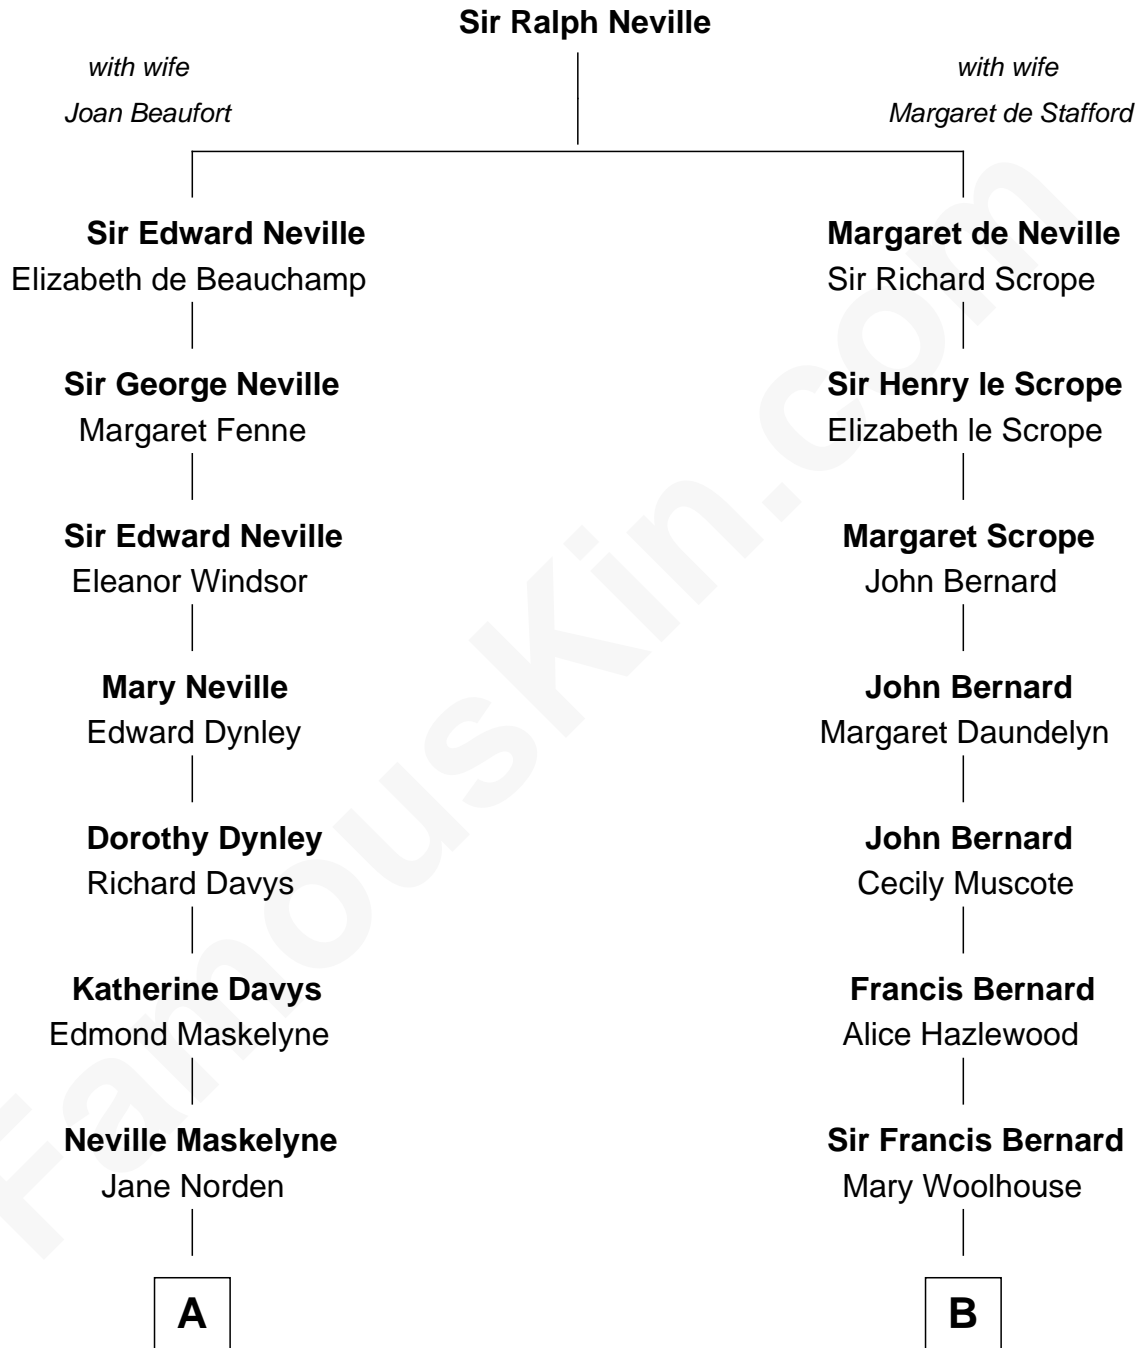 Sir Ralph Neville
with wife
Joan Beaufort
with wife
Margaret de Stafford
Sir Edward Neville
Elizabeth de Beauchamp
Margaret de Neville
Sir Richard Scrope
Sir George Neville
Margaret Fenne
Sir Henry le Scrope
Elizabeth le Scrope
Sir Edward Neville
Eleanor Windsor
Margaret Scrope
John Bernard
Mary Neville
Edward Dynley
John Bernard
Margaret Daundelyn
Dorothy Dynley
Richard Davys
John Bernard
Cecily Muscote
Katherine Davys
Edmond Maskelyne
Francis Bernard
Alice Hazlewood
Neville Maskelyne
Jane Norden
Sir Francis Bernard
Mary Woolhouse
A
B
FamousKin.com